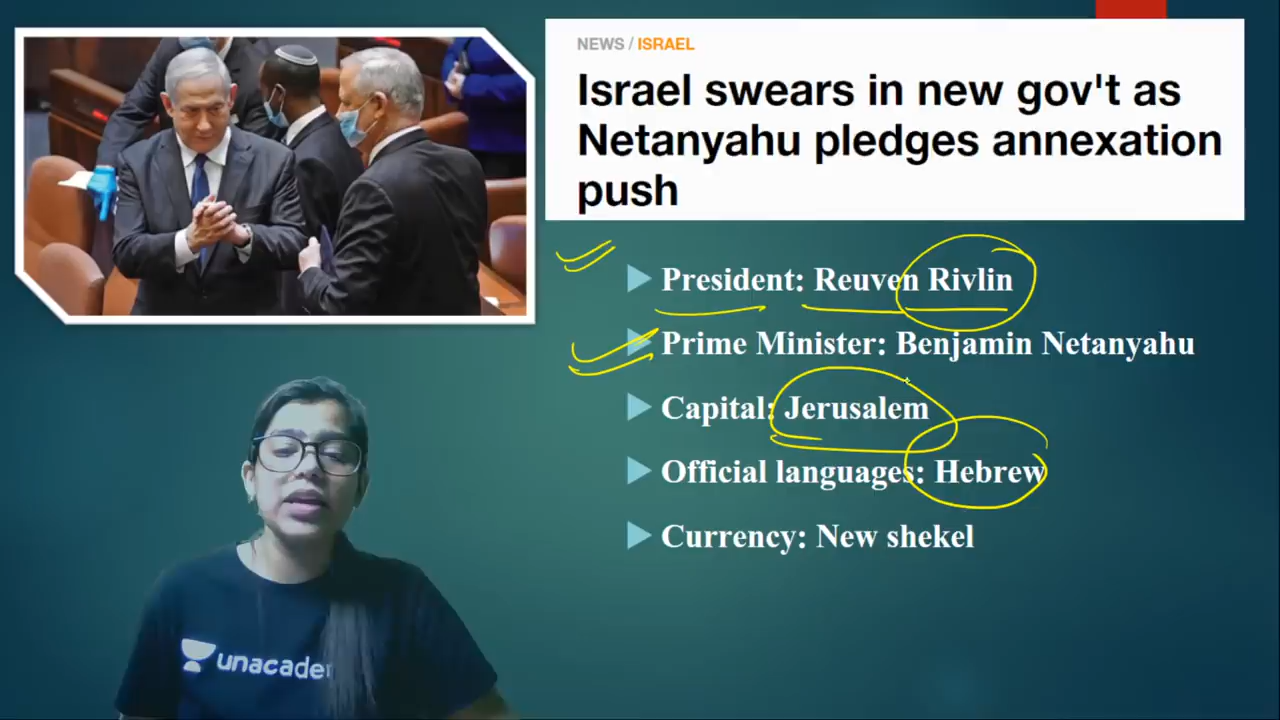 NEWS / ISRAEL
Israel swears in new gov't as
Netanyahu pledges annexation
push
President: Reuven Rivlin
Prime Minister: Benjamin Netanyahu
Capital: Jerusalem
Official languages: Hebrew
Currency: New shekel
unacade